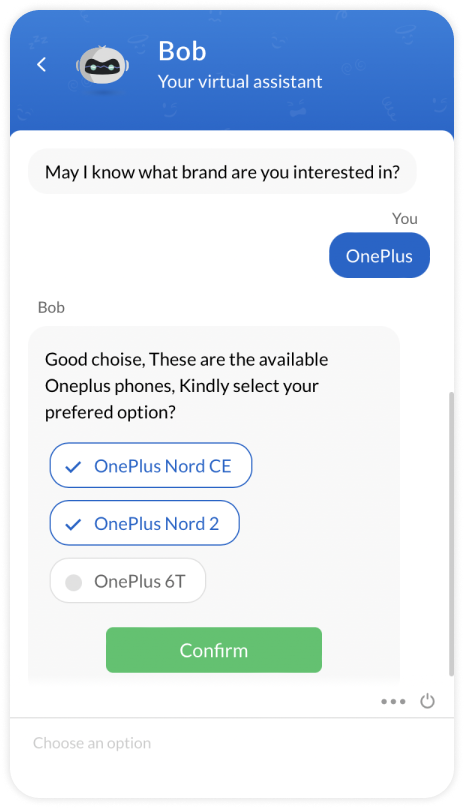 Bob
Your virtual assistant
May I know what brand are you interested in?
You
OnePlus
Bob
Good choise, These are the available
Oneplus phones, Kindly select your
prefered option?
OnePlus Nord CE
OnePlus Nord 2
OnePlus 6T
Confirm
Choose an option